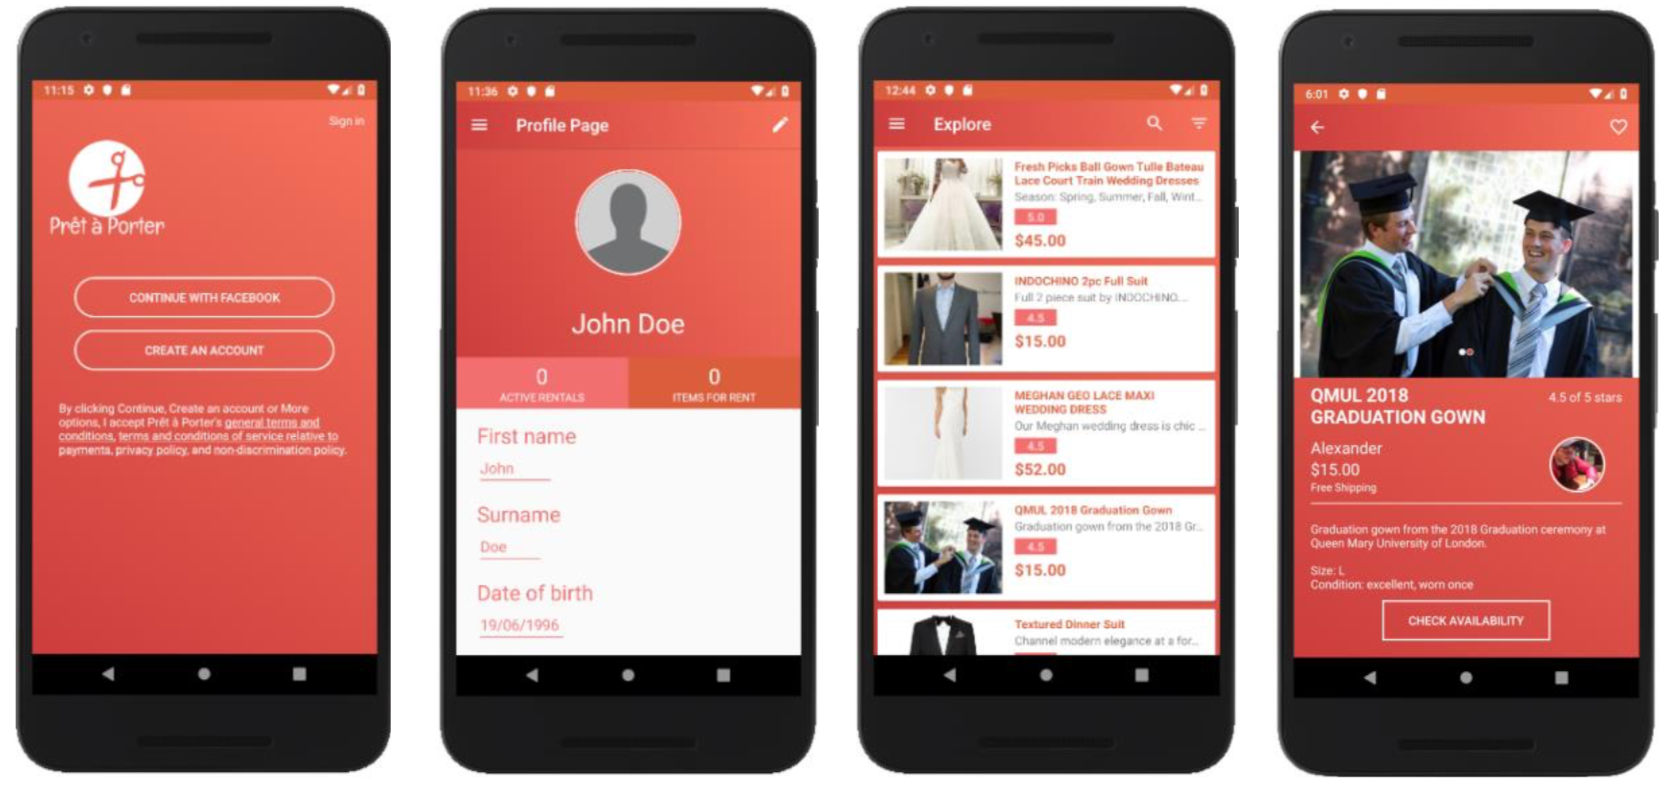 11:15
Sign in
Prêt à Porter
CONTINUE WITH FACEBOOK
CREATE AN ACCOUNT
By clicking Continue, Create an account or More
options, I accept Prêt à Porter's general terms and
conditions, terms and conditions of service relative to
payments, privacy policy, and non-discrimination policy.
11:36
Profile Page
John Doe
0
ACTIVE RENTALS
0
ITEMS FOR RENT
First name
John
Surname
Doe
Date of birth
19/06/1996
12:44
Explore
Fresh Picks Ball Gown Tulle Bateau
Lace Court Train Wedding Dresses
Season: Spring, Summer, Fall, Wint...
5.0
$45.00
INDOCHINO 2pc Full Suit
Full 2 piece suit by INDOCHINO....
4.5
$15.00
MEGHAN GEO LACE MAXI
WEDDING DRESS
Our Meghan wedding dress is chic ...
4.5
$52.00
QMUL 2018 Graduation Gown
Graduation gown from the 2018 Gr...
4.5
$15.00
Textured Dinner Suit
Channel modern elegance at a for...
6:01
QMUL 2018
GRADUATION GOWN
4.5 of 5 stars
Alexander
$15.00
Free Shipping
Graduation gown from the 2018 Graduation ceremony at
Queen Mary University of London.
Size: L
Condition: excellent, worn once
CHECK AVAILABILITY